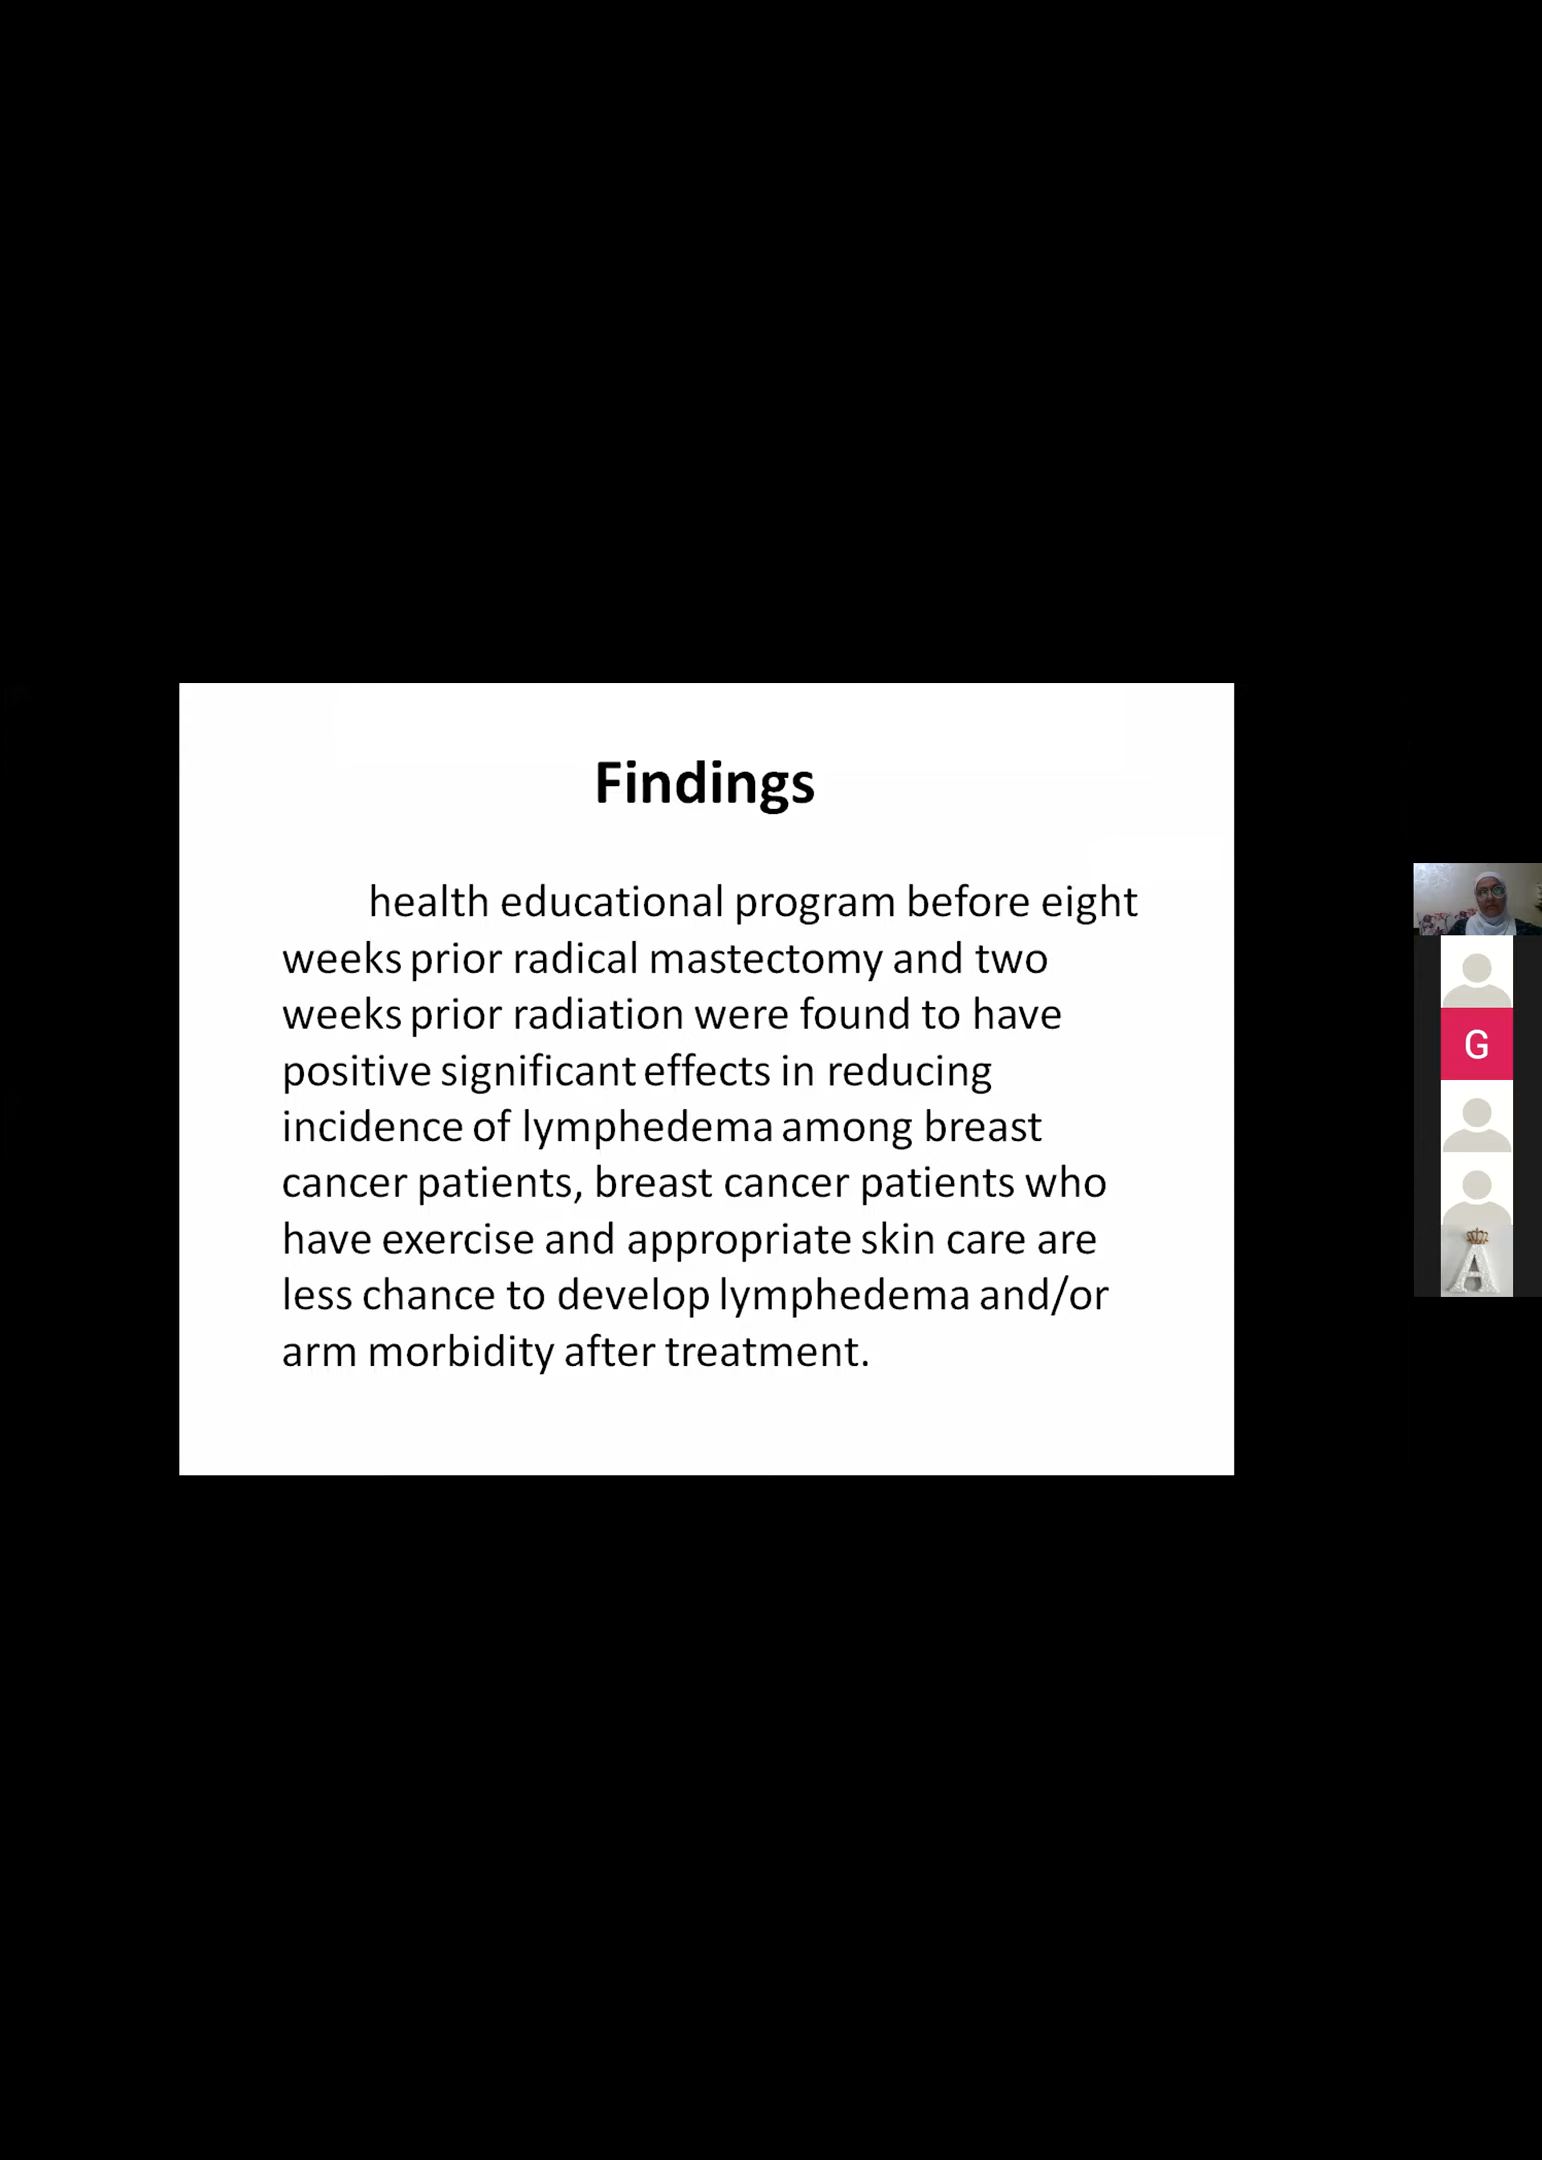 Findings
health educational program before eight
weeks prior radical mastectomy and two
weeks prior radiation were found to have
positive significant effects in reducing
incidence of lymphedema among breast
cancer patients, breast cancer patients who
have exercise and appropriate skin care are
less chance to develop lymphedema and/or
arm morbidity after treatment.
G
A